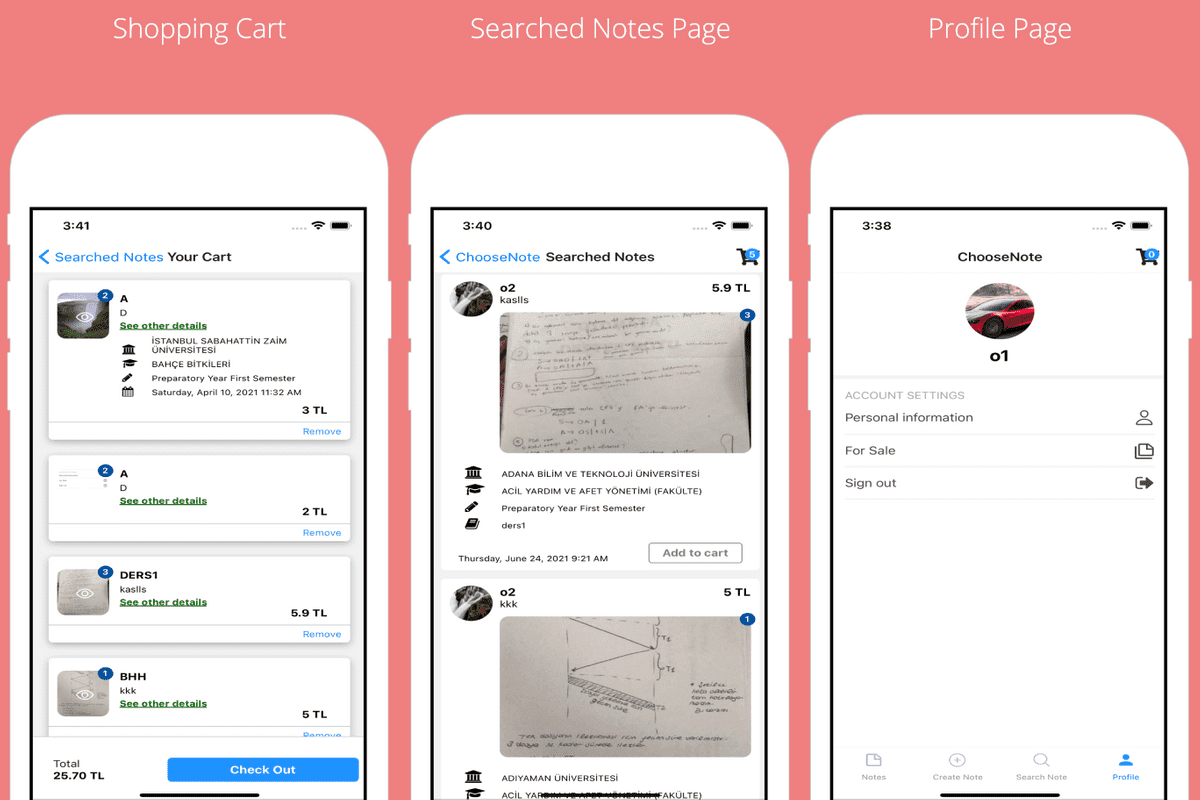 Shopping Cart
Searched Notes Page
Profile Page
3:41
Searched Notes Your Cart
2
A
D
See other details
İSTANBUL SABAHATTİN ZAİM
ÜNİVERSİTESİ
BAHÇE BİTKİLERİ
Preparatory Year First Semester
Saturday, April 10, 2021 11:32 AM
3 TL
Remove
2
A
D
See other details
2 TL
Remove
3
DERS1
kaslls
See other details
5.9 TL
Remove
1
BHH
kkk
See other details
5 TL
Remove
Total
25.70 TL
Check Out
3:40
ChooseNote Searched Notes
5
o2
5.9 TL
kaslls
3
ADANA BİLİM VE TEKNOLOJİ ÜNİVERSİTESİ
ACİL YARDIM VE AFET YÖNETİMİ (FAKÜLTE)
Preparatory Year First Semester
ders1
Thursday, June 24, 2021 9:21 AM
Add to cart
o2
5 TL
kkk
1
ADIYAMAN ÜNİVERSİTESİ
ACİL YARDIM VE AFET YÖNETİMİ (FAKÜLTE)
3:38
ChooseNote
0
o1
ACCOUNT SETTINGS
Personal information
For Sale
Sign out
Notes
Create Note
Search Note
Profile